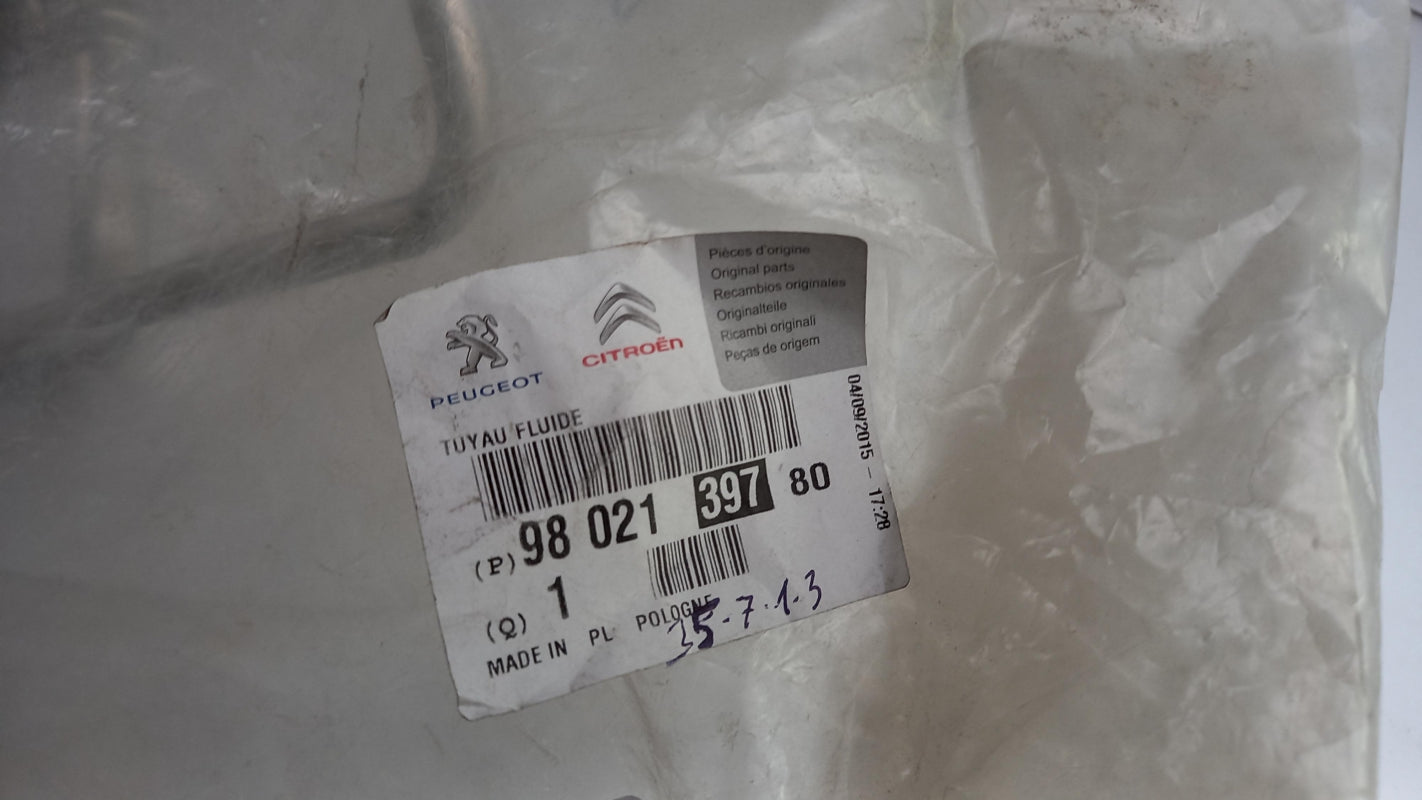 PEUGEOT
CITROËN
Pièces d'origine
Original parts
Recambios originales
Originalteile
Ricambi originali
Peças de origem
TUYAU FLUIDE
(P) 98 021 397 80
(Q) 1
MADE IN PL POLOGNE
35-7-1-3
04/09/2015 - 17:28